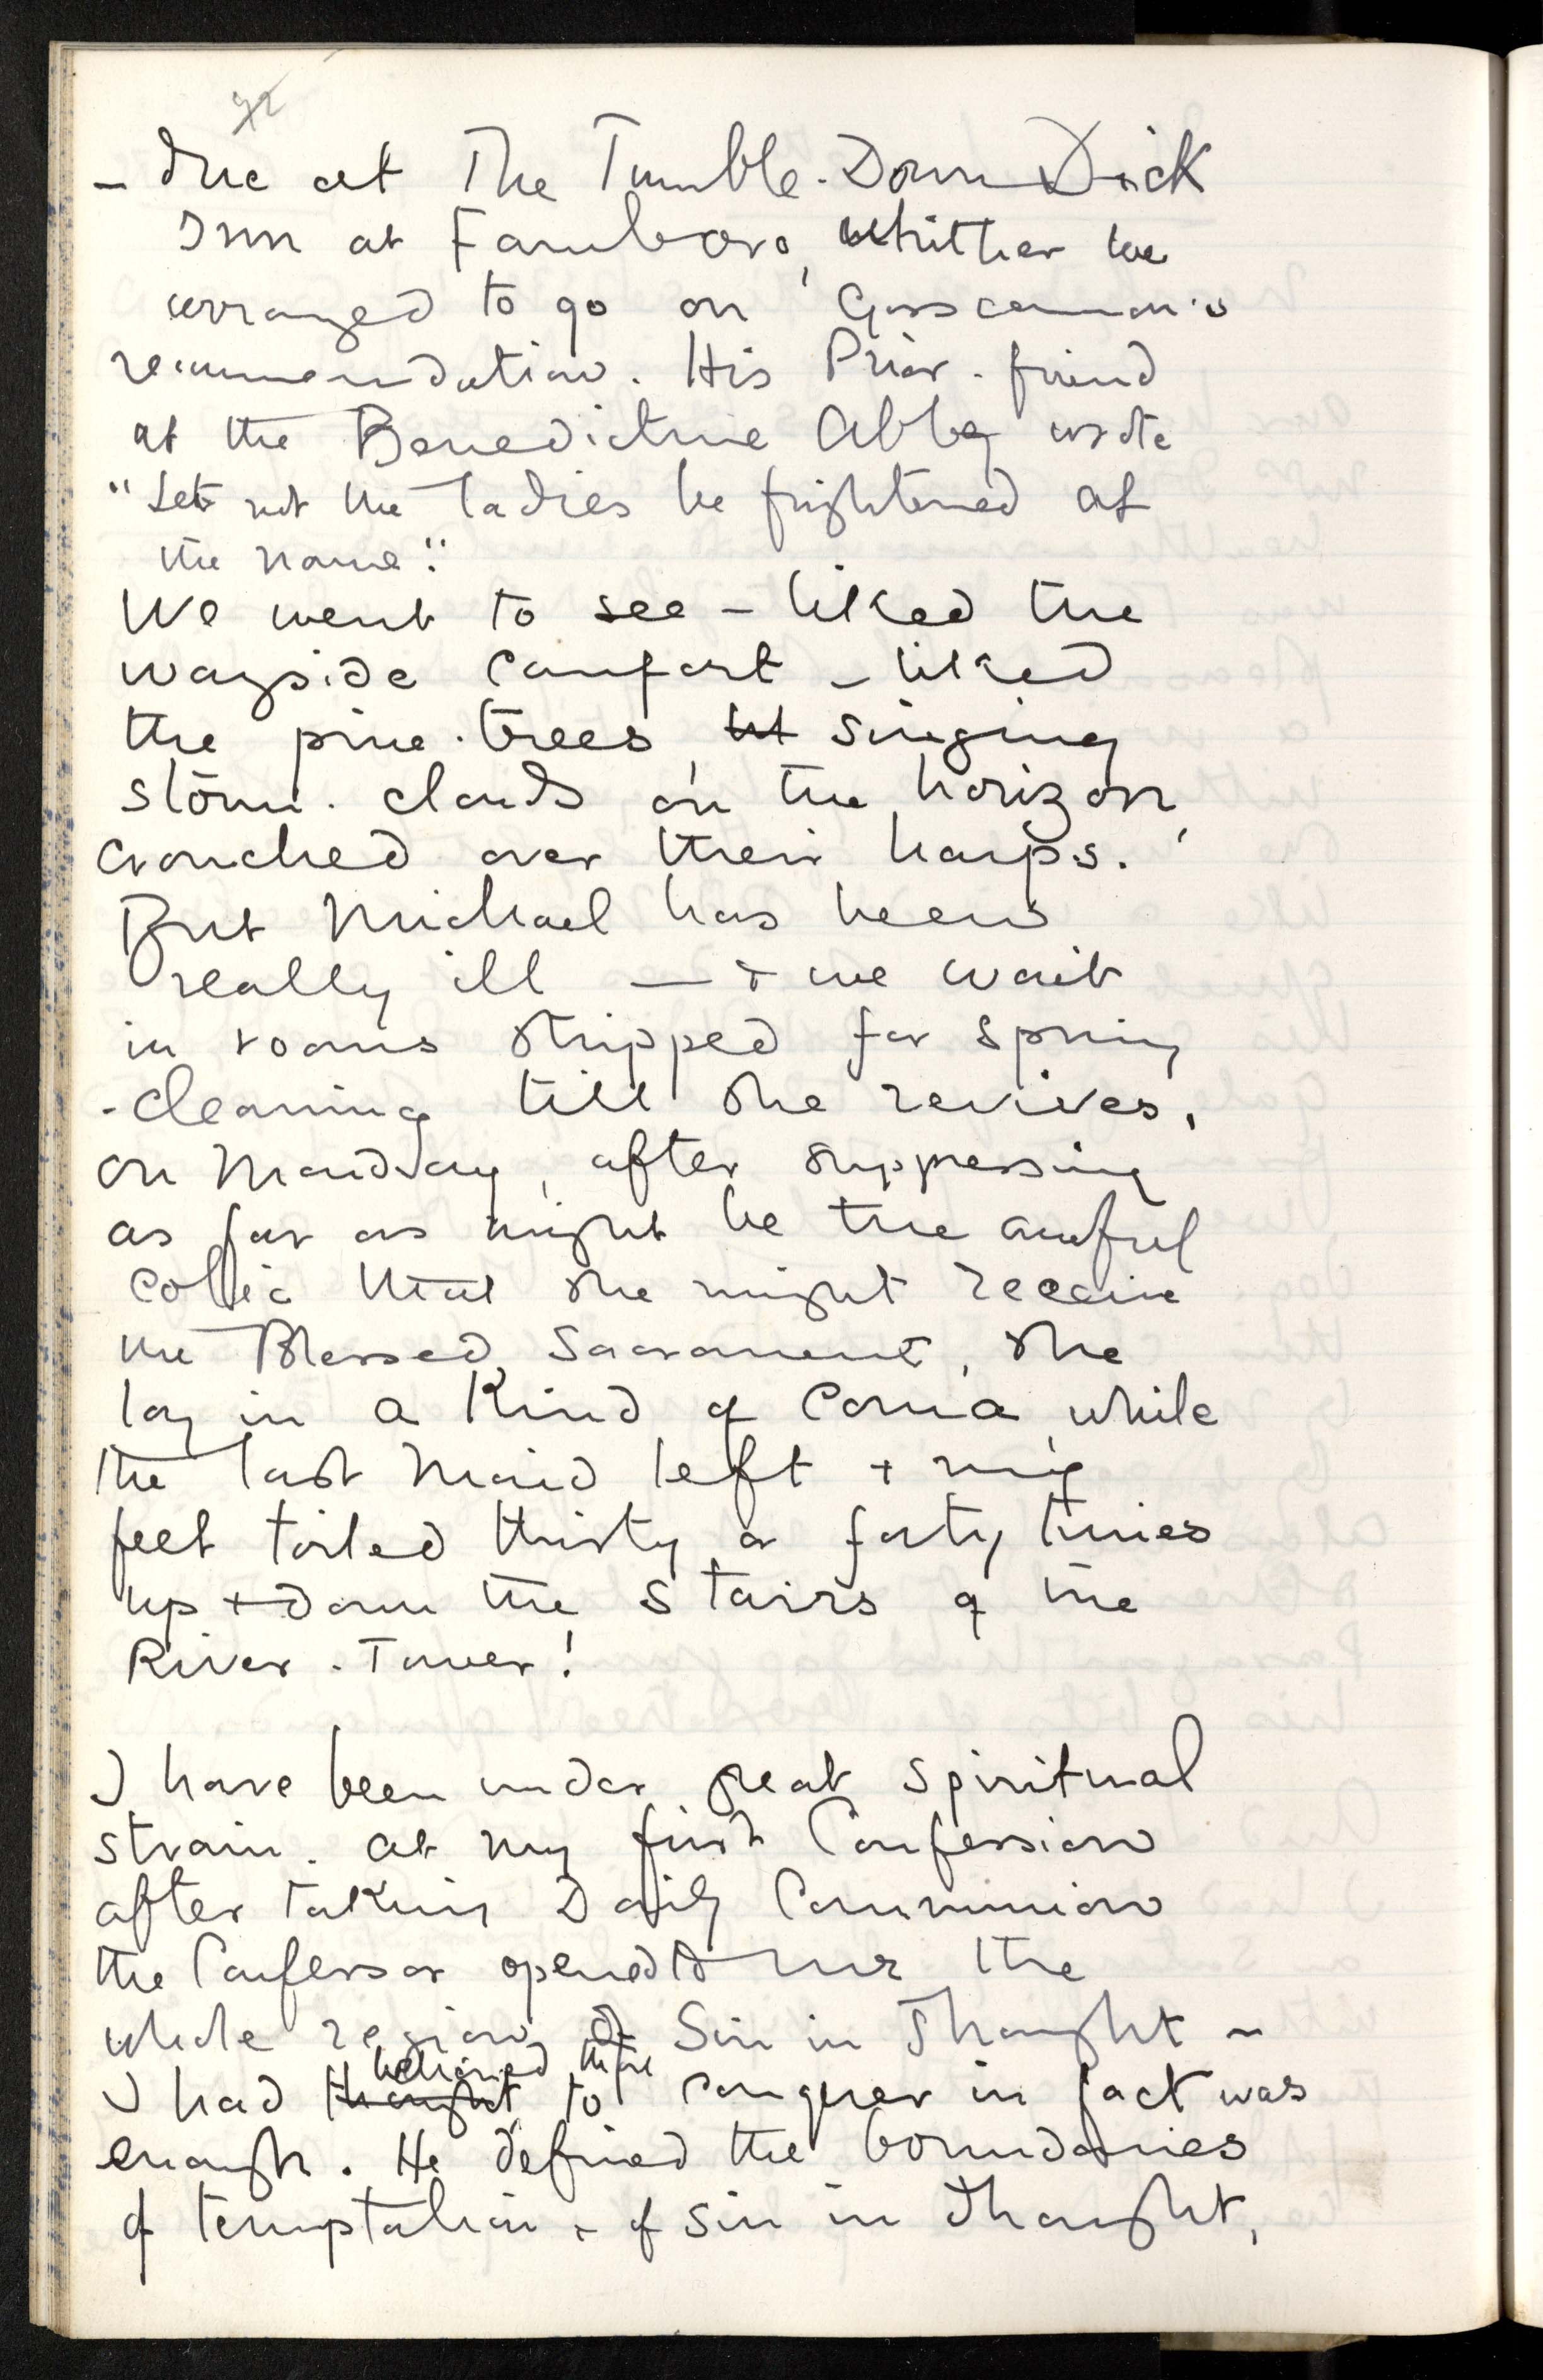 92
- due at The Tumble-Down Dick
Inn at Farnboro, whither we
arranged to go on Goscannon's
recommendation. His Prior-friend
at the Benedictine Abbey wrote
"Let not the ladies be frightened at
the name".
We went to see - liked the
wayside comfort - liked
the pine-trees, singing
storm-clouds on the horizon,
crouched over their harps.
But Michael has been
really ill — & we wait
in rooms stripped for spring
-cleaning till she revives.
On Monday, after suppressing
as far as might be the awful
colic that she might receive
the Blessed Sacrament, she
lay in a kind of coma while
the last maid left & my
feet toiled thirty or forty times
up & down the stairs of the
River-Tower!
I have been under great spiritual
strain. At my first Confession
after taking Daily Communion
the Confessor opened to me the
whole region of Sin in Thought -
believed therefore
I had thought to conquer in fact was
enough. He defined the boundaries
of temptation & of sin in thought,